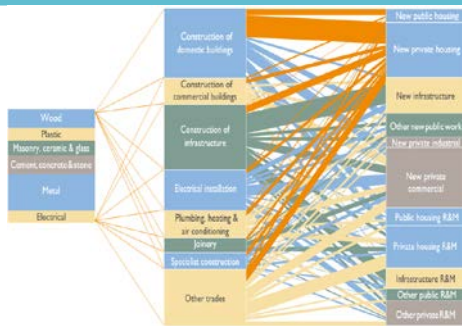 Wood
Plastic
Masonry, ceramic & glass
Cement, concrete & stone
Metal
Electrical
Construction of
domestic buildings
Construction of
commercial buildings
Construction of
infrastructure
Electrical installation
Plumbing, heating &
air conditioning
Joinery
Specialist construction
Other trades
New public housing
New private housing
New infrastructure
Other new public work
New private industrial
New private
commercial
Public housing R&M
Private housing R&M
Infrastructure R&M
Other public R&M
Other private R&M